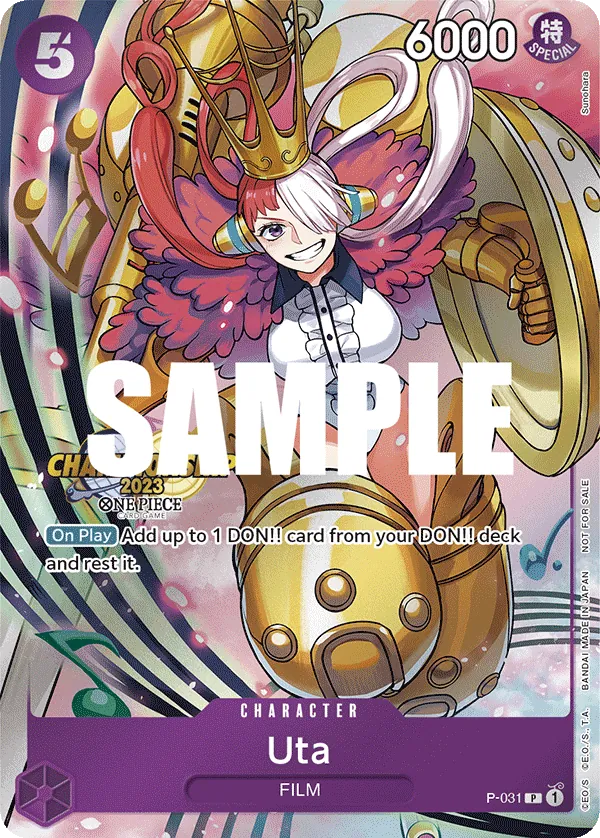 5
6000
特
SPECIAL
Sunohara
SAMPLE
CHAMPIONSHIP
2023
ONE PIECE
CARD GAME
On Play Add up to 1 DON!! card from your DON!! deck
and rest it.
CHARACTER
Uta
FILM
P-031 P 1
©E.O/S ©E.O./S.,T.A. BANDAI MADE IN JAPAN NOT FOR SALE